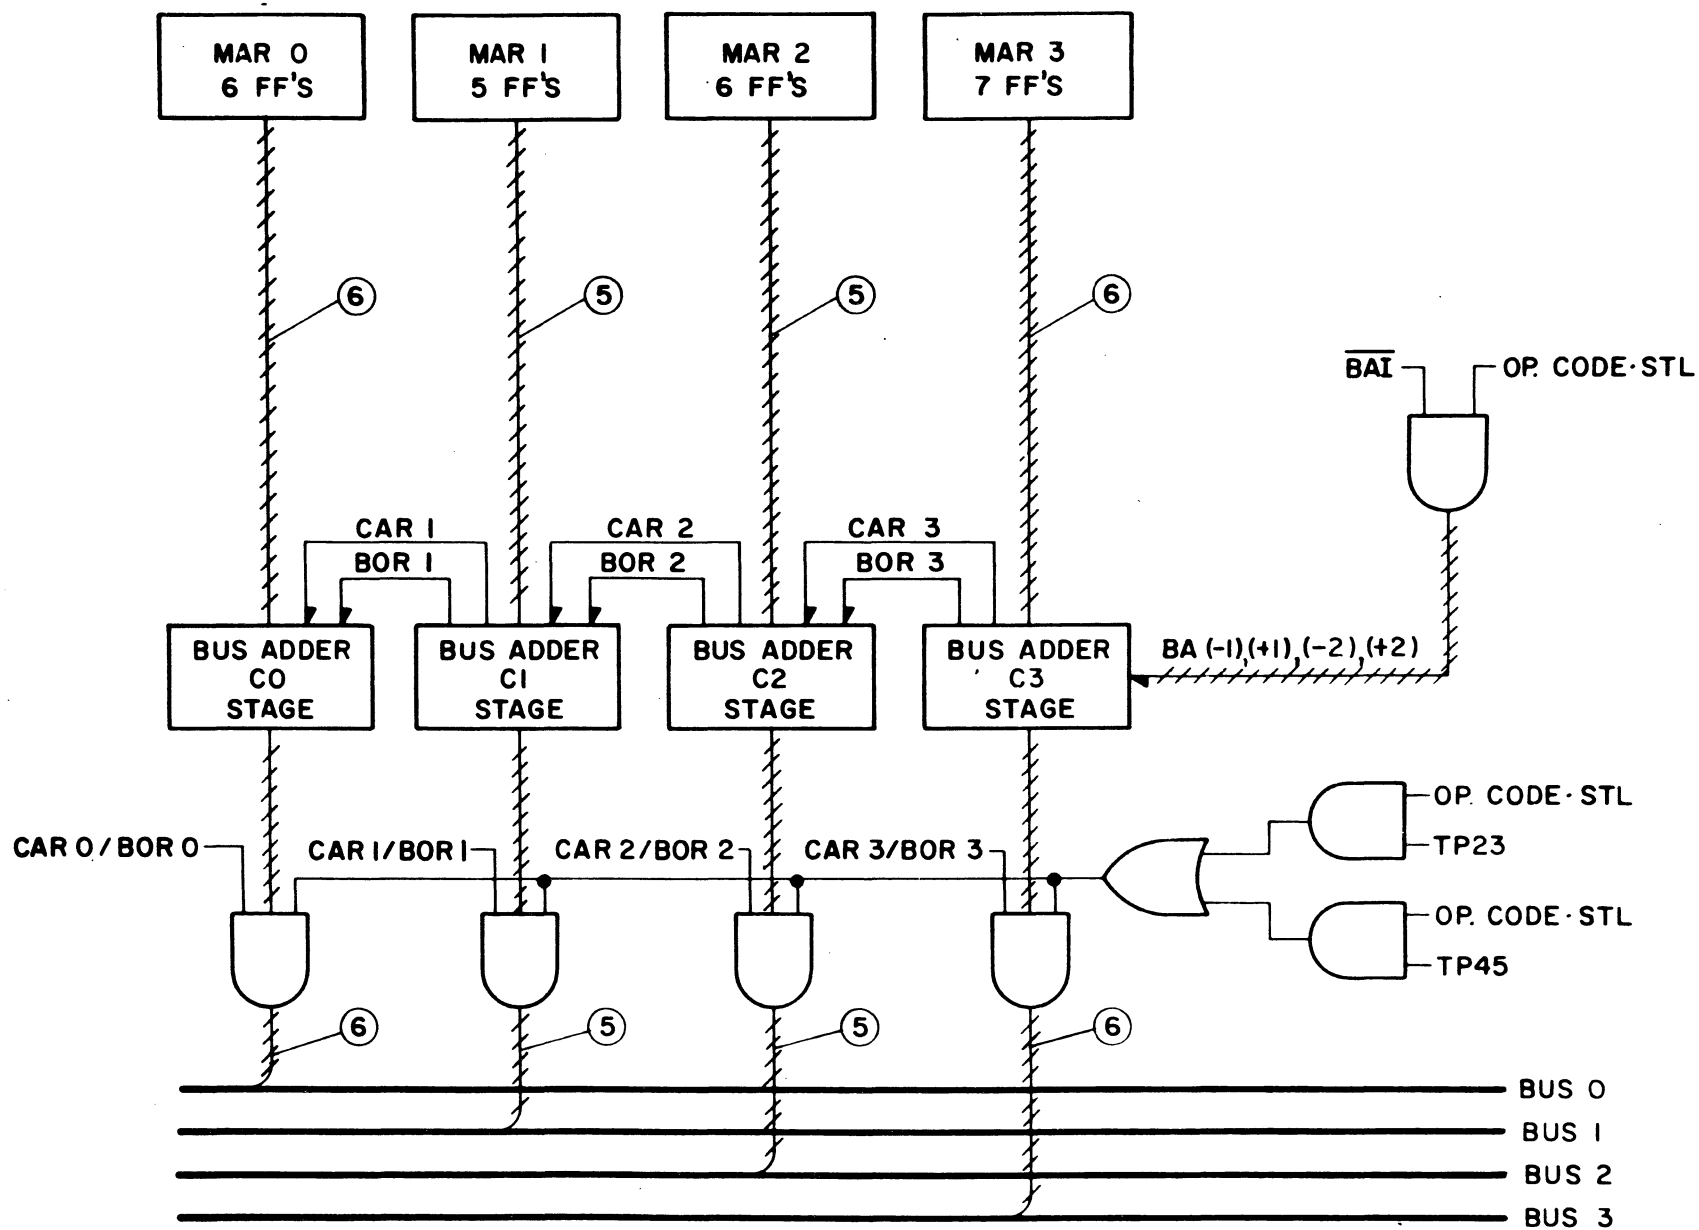 MAR 0
6 FF'S
MAR 1
5 FF'S
MAR 2
6 FF'S
MAR 3
7 FF'S
6
5
5
6
BAI
OP. CODE·STL
CAR 1
BOR 1
CAR 2
BOR 2
CAR 3
BOR 3
BUS ADDER
C0
STAGE
BUS ADDER
C1
STAGE
BUS ADDER
C2
STAGE
BUS ADDER
C3
STAGE
BA (-1),(+1),(-2),(+2)
OP. CODE·STL
TP23
CAR 0/BOR 0
CAR 1/BOR 1
CAR 2/BOR 2
CAR 3/BOR 3
OP. CODE·STL
TP45
6
5
5
6
BUS 0
BUS 1
BUS 2
BUS 3